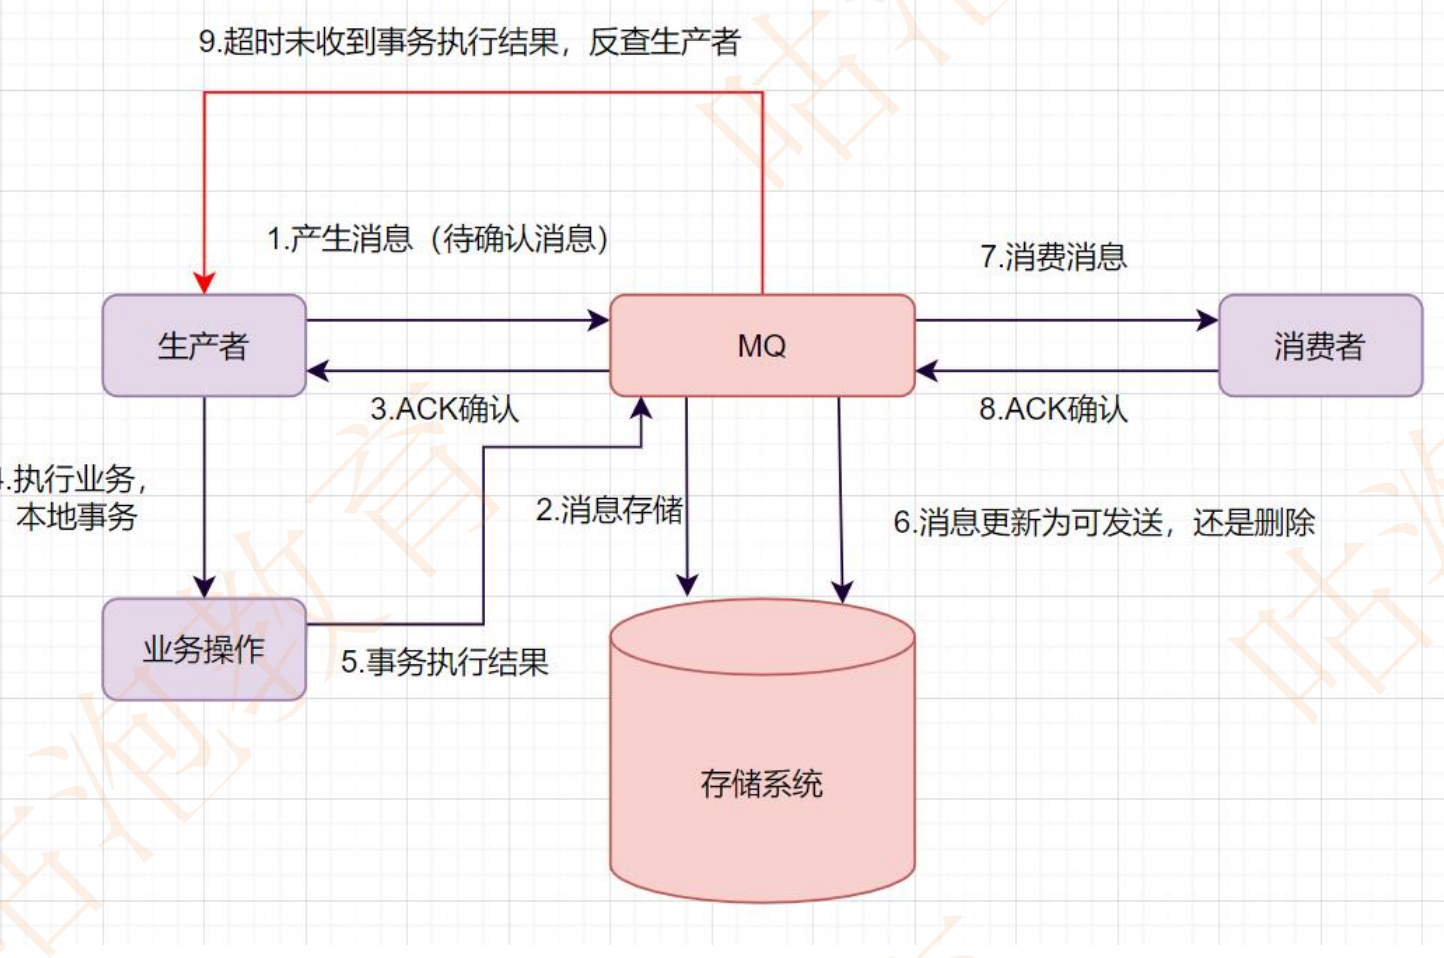 9.超时未收到事务执行结果，反查生产者
1.产生消息（待确认消息）
7.消费消息
生产者
MQ
消费者
3.ACK确认
8.ACK确认
.执行业务，
本地事务
2.消息存储
6.消息更新为可发送，还是删除
业务操作
5.事务执行结果
存储系统
咕泡教育